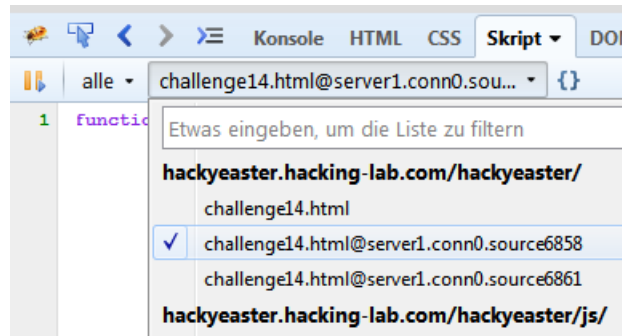 Konsole HTML CSS Skript DO
alle challenge14.html@server1.conn0.sou... {}
1 functio
Etwas eingeben, um die Liste zu filtern
hackyeaster.hacking-lab.com/hackyeaster/
challenge14.html
challenge14.html@server1.conn0.source6858
challenge14.html@server1.conn0.source6861
hackyeaster.hacking-lab.com/hackyeaster/js/